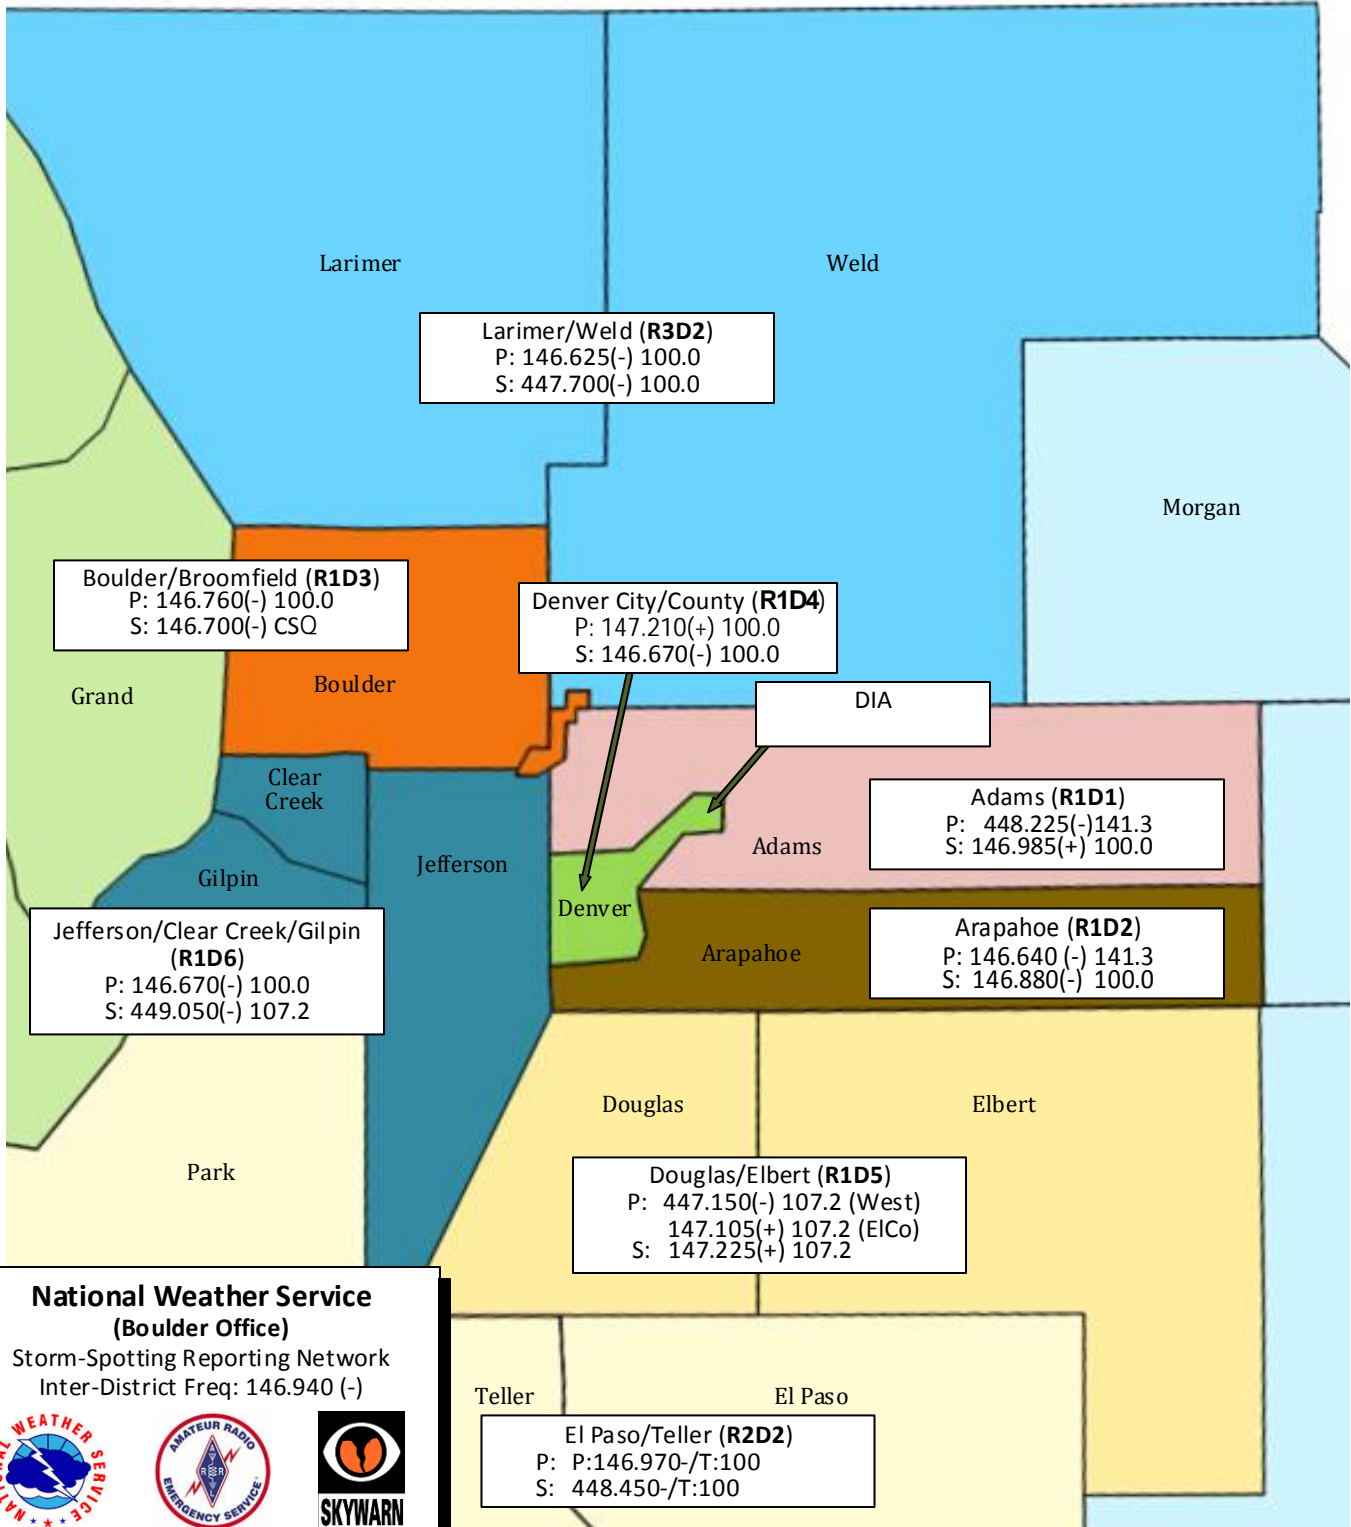 Larimer
Weld
Larimer/Weld (R3D2)
P: 146.625(-) 100.0
S: 447.700(-) 100.0
Morgan
Boulder/Broomfield (R1D3)
P: 146.760(-) 100.0
S: 146.700(-) CSQ
Denver City/County (R1D4)
P: 147.210(+) 100.0
S: 146.670(-) 100.0
Grand
Boulder
DIA
Clear
Creek
Adams (R1D1)
P: 448.225(-)141.3
S: 146.985(+) 100.0
Adams
Jefferson
Gilpin
Denver
Jefferson/Clear Creek/Gilpin
(R1D6)
P: 146.670(-) 100.0
S: 449.050(-) 107.2
Arapahoe
Arapahoe (R1D2)
P: 146.640 (-) 141.3
S: 146.880(-) 100.0
Douglas
Elbert
Park
Douglas/Elbert (R1D5)
P: 447.150(-) 107.2 (West)
147.105(+) 107.2 (ElCo)
S: 147.225(+) 107.2
National Weather Service
(Boulder Office)
Storm-Spotting Reporting Network
Inter-District Freq: 146.940 (-)
Teller
El Paso
El Paso/Teller (R2D2)
P: P:146.970-/T:100
S: 448.450-/T:100
WEATHER SERVICE
AMATEUR RADIO
EMERGENCY SERVICE
SKYWARN